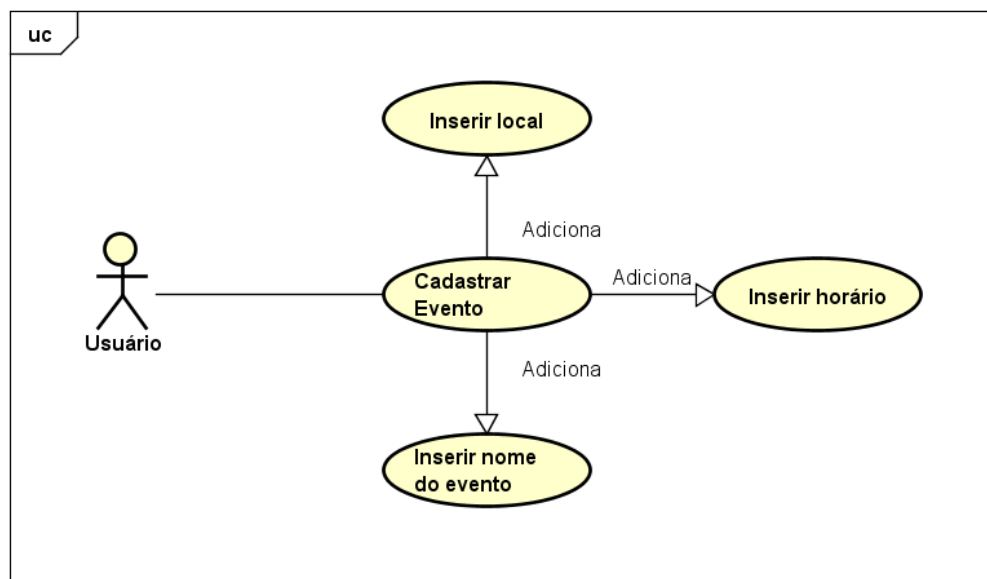 uc
Inserir local
Adiciona
Cadastrar
Evento
Adiciona
Inserir horário
Usuário
Adiciona
Inserir nome
do evento